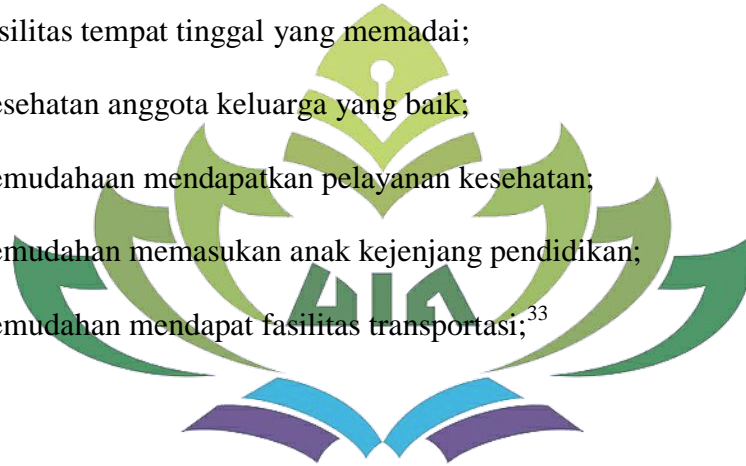 silitas tempat tinggal yang memadai;
esehatan anggota keluarga yang baik;
emudahaan mendapatkan pelayanan kesehatan;
emudahan memasukan anak kejenjang pendidikan;
emudahan mendapat fasilitas transportasi;33
UIN